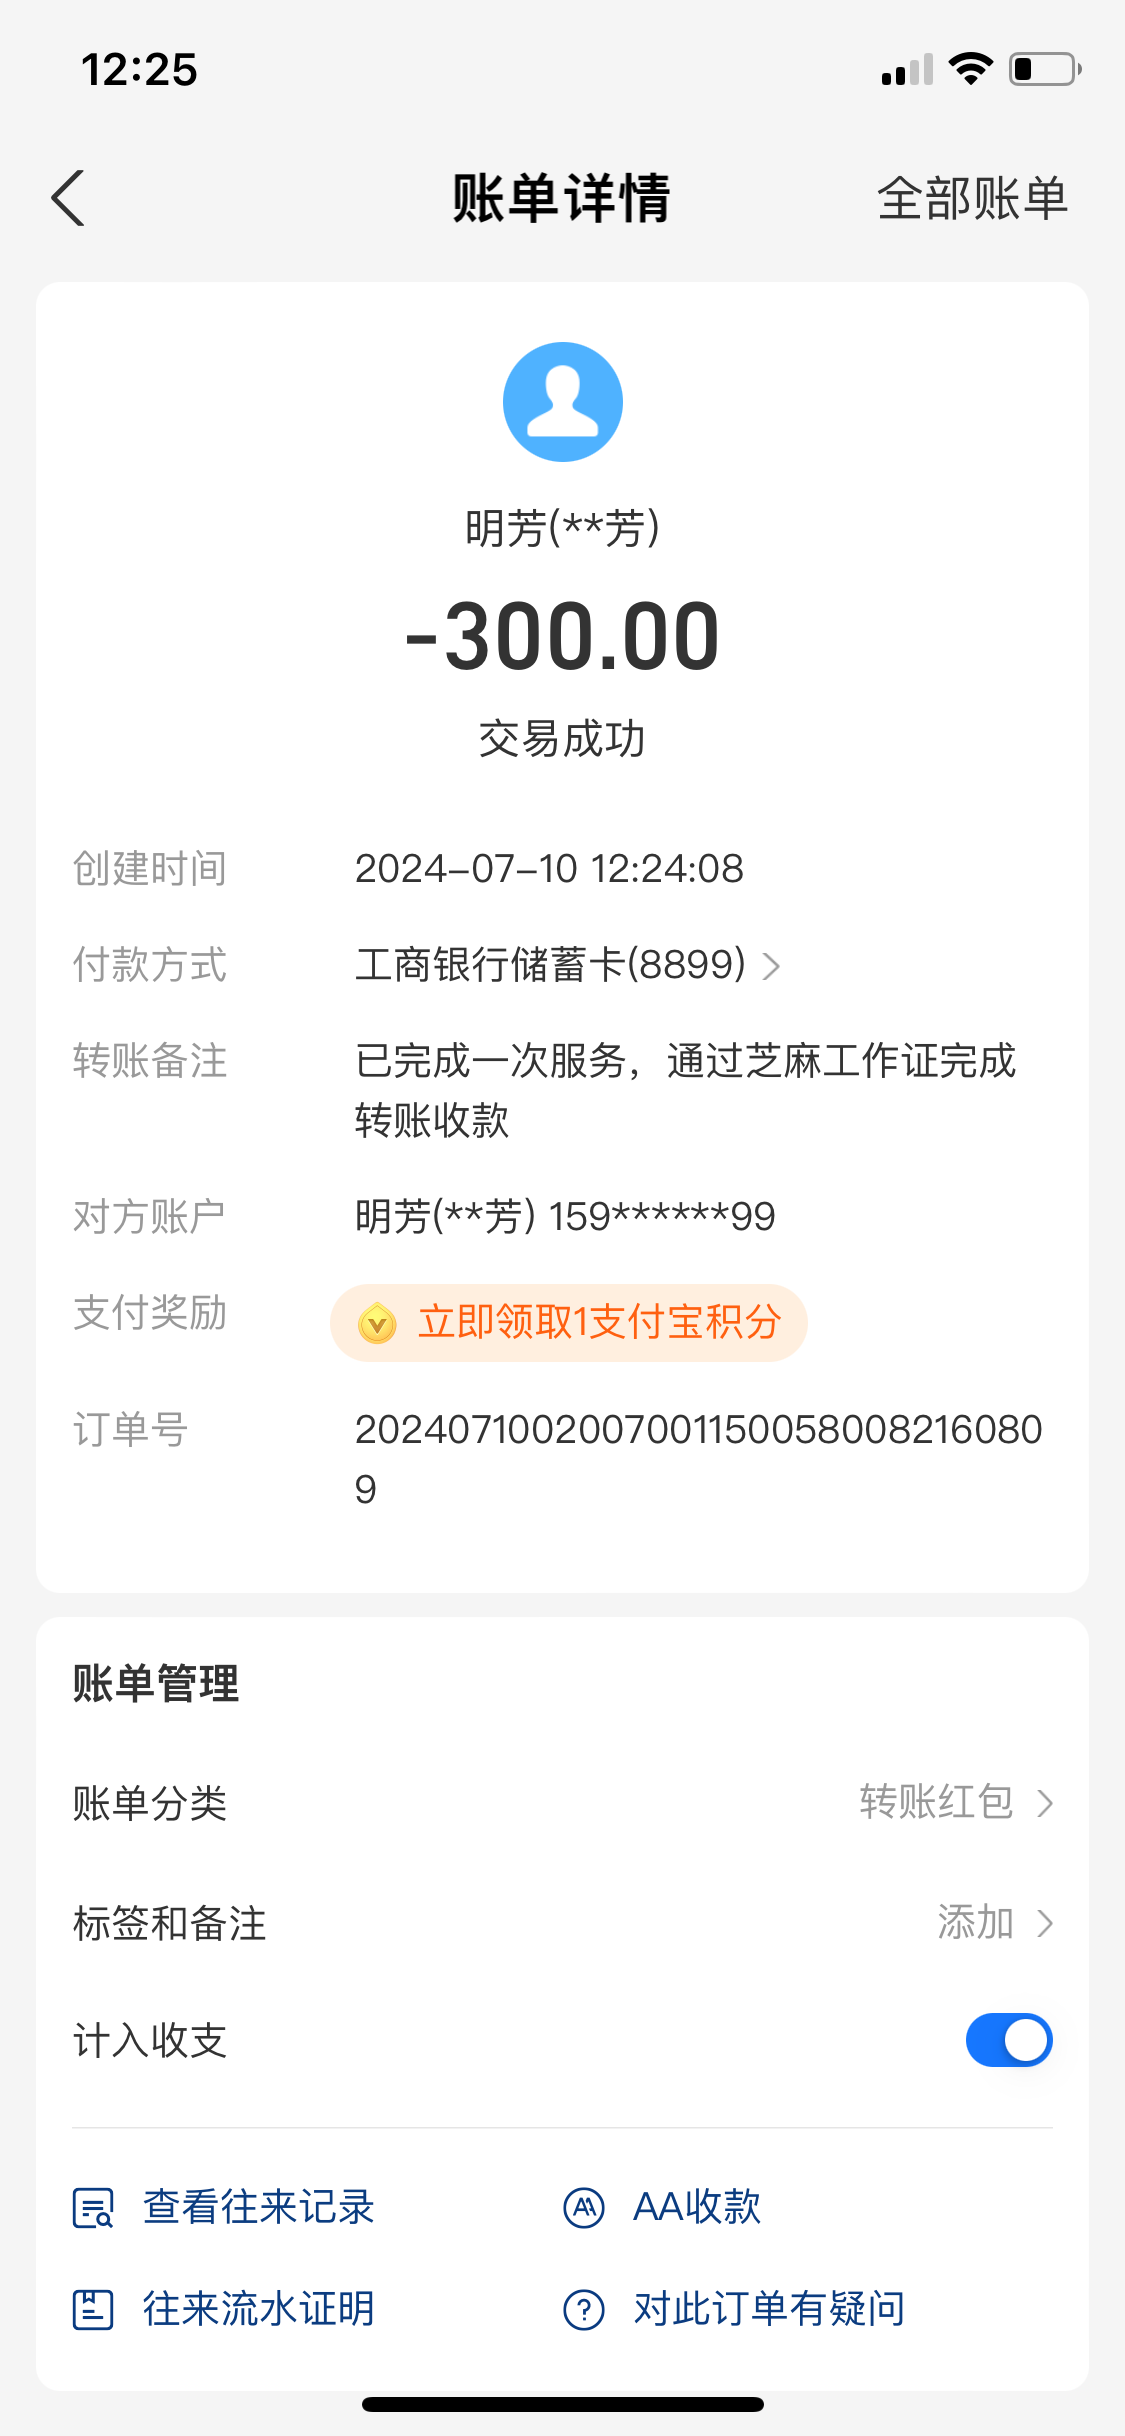 12:25
账单详情
全部账单
明芳(**芳)
-300.00
交易成功
创建时间 2024-07-10 12:24:08
付款方式 工商银行储蓄卡(8899)
转账备注 已完成一次服务，通过芝麻工作证完成
转账收款
对方账户 明芳(**芳) 159******99
支付奖励 立即领取1支付宝积分
订单号 2024071002007001150058008216080
9
账单管理
账单分类 转账红包
标签和备注 添加
计入收支
查看往来记录 AA收款
往来流水证明 对此订单有疑问